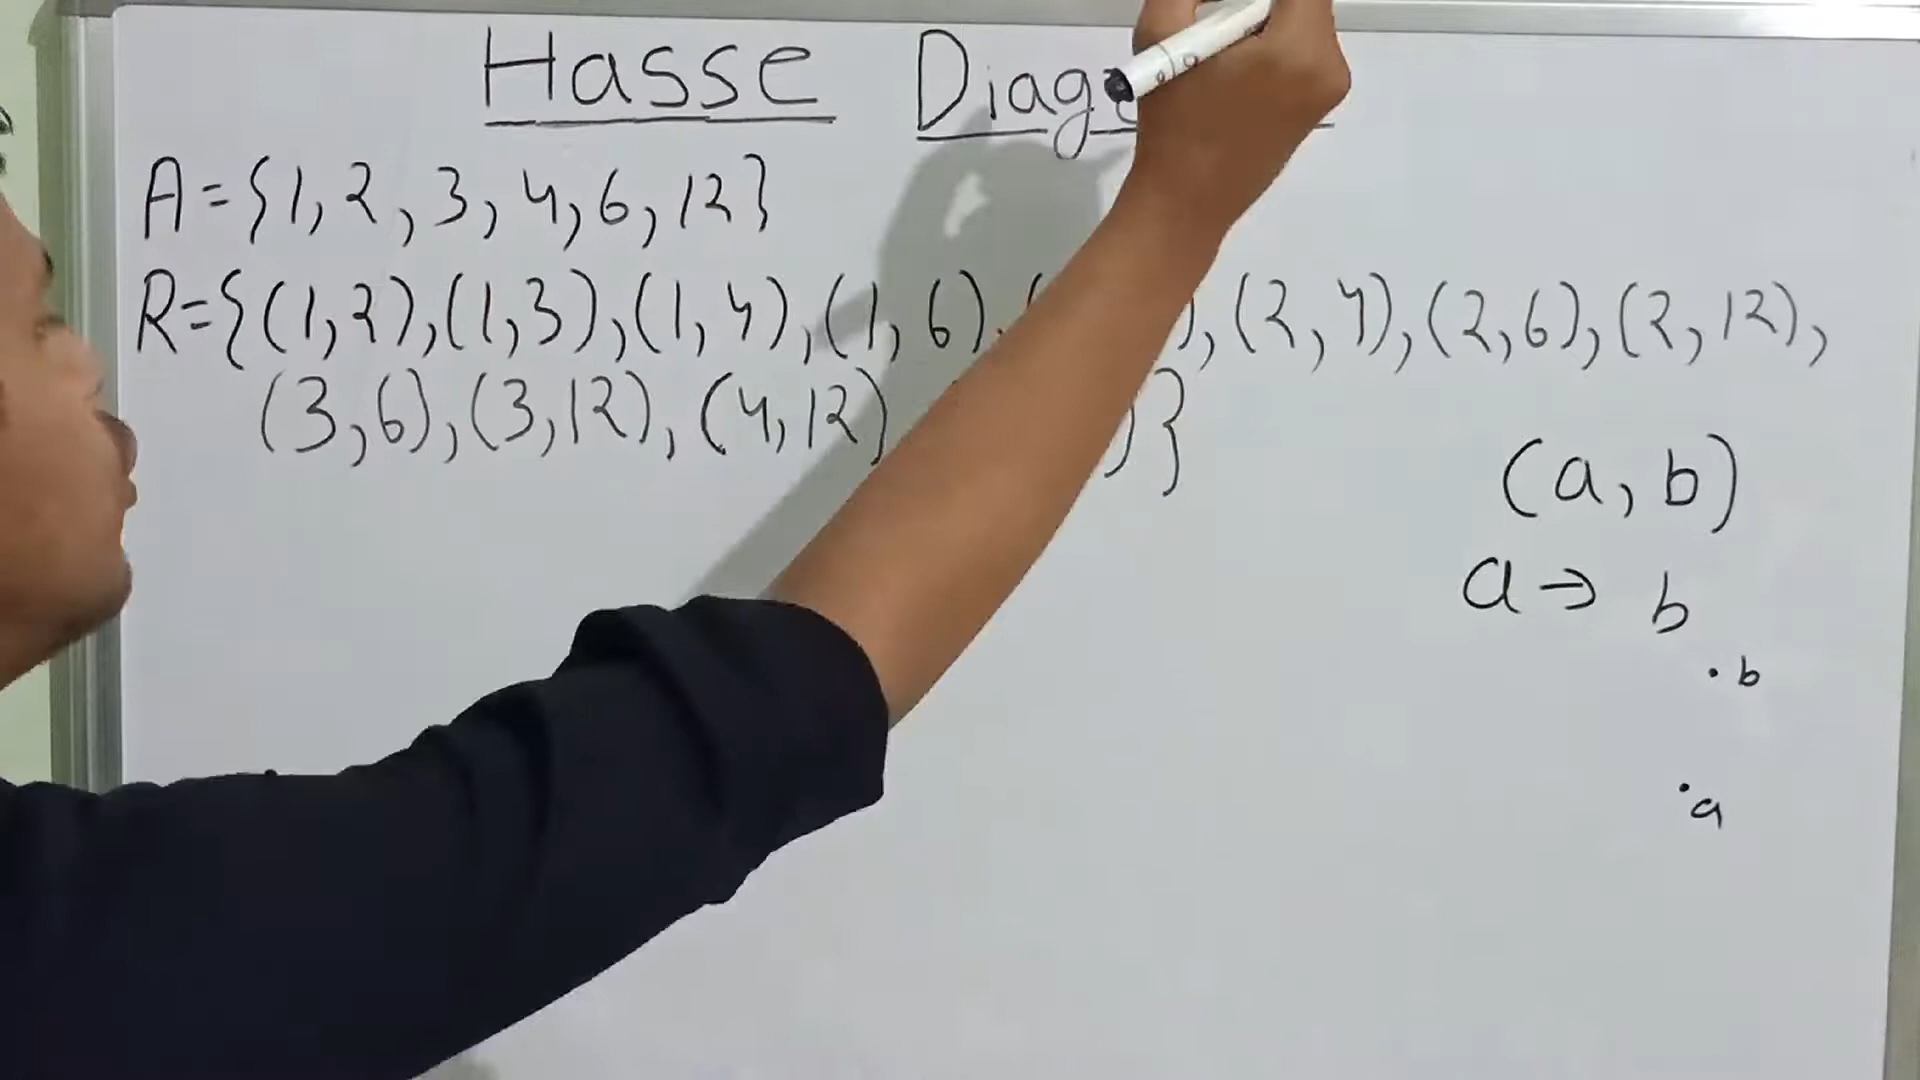 Hasse Diag
A={1, 2, 3, 4, 6, 12}
R={(1,2),(1,3),(1,4),(1,6), ),(2,4),(2,6),(2,12),
(3,6),(3,12),(4,12) )}
(a, b)
a→ b
. b
. a